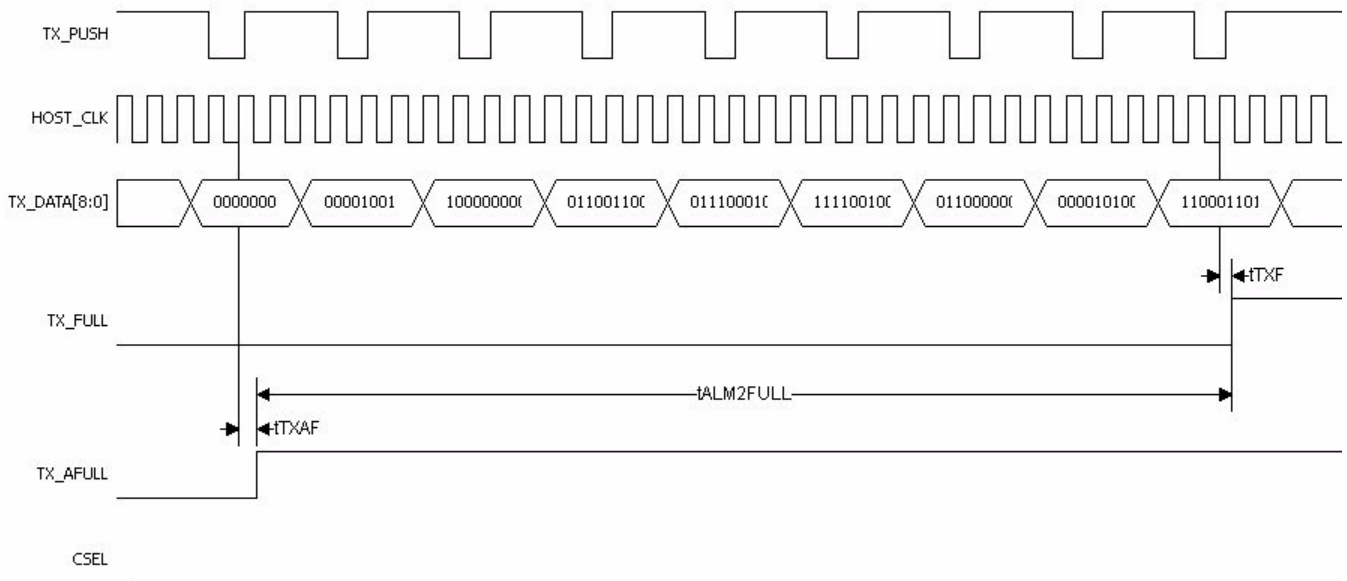 TX_PUSH
HOST_CLK
TX_DATA[8:0]
0000000 00001001 100000000 01100110 01110001 11110010 01100000 00001010 110001101
tTXF
TX_FULL
tALM2FULL
tTXAF
TX_AFULL
CSEL